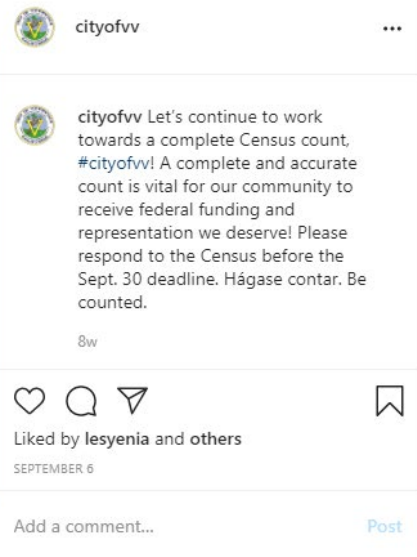 cityofvv
cityofvv Let's continue to work
towards a complete Census count,
#cityofvv! A complete and accurate
count is vital for our community to
receive federal funding and
representation we deserve! Please
respond to the Census before the
Sept. 30 deadline. Hágase contar. Be
counted.
8w
Liked by lesyenia and others
SEPTEMBER 6
Add a comment... Post